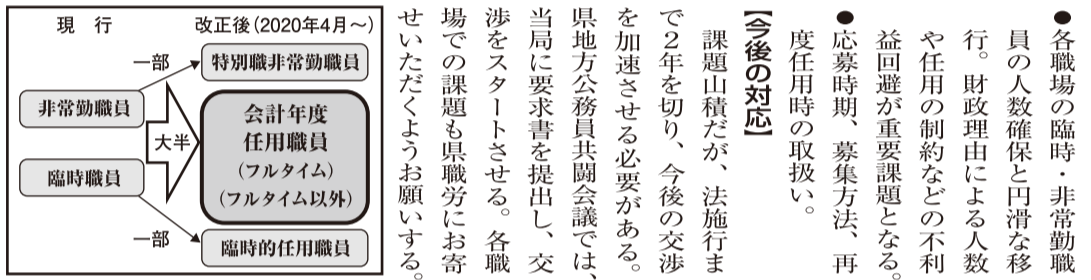 ●各職場の臨時・非常勤職
員の人数確保と円滑な移
行。財政理由による人数
や任用の制約などの不利
益回避が重要課題となる。
●応募時期、募集方法、再
度任用時の取扱い。
【今後の対応】
課題山積だが、法施行ま
で２年を切り、今後の交渉
を加速させる必要がある。
県地方公務員共闘会議では、
当局に要求書を提出し、交
渉をスタートさせる。各職
場での課題も県職労にお寄
せいただくようお願いする。
現　行
改正後（2020年4月～）
一部
特別職非常勤職員
非常勤職員
大半
会計年度
任用職員
（フルタイム）
（フルタイム以外）
臨時職員
一部
臨時的任用職員